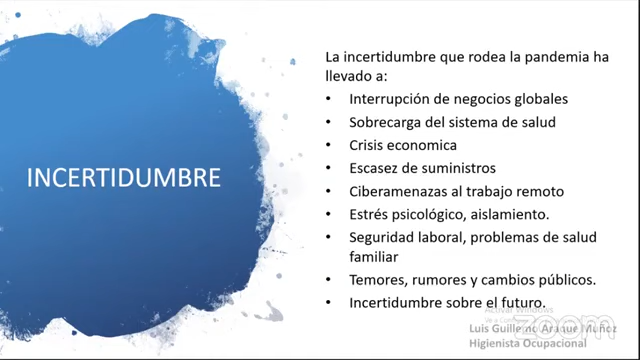 INCERTIDUMBRE
La incertidumbre que rodea la pandemia ha
llevado a:
• Interrupción de negocios globales
• Sobrecarga del sistema de salud
• Crisis economica
• Escasez de suministros
• Ciberamenazas al trabajo remoto
• Estrés psicológico, aislamiento.
• Seguridad laboral, problemas de salud
familiar
• Temores, rumores y cambios públicos.
• Incertidumbre sobre el futuro.
Activar Windows
zoom
Luis Guillermo Araque Muñoz
Higienista Ocupacional